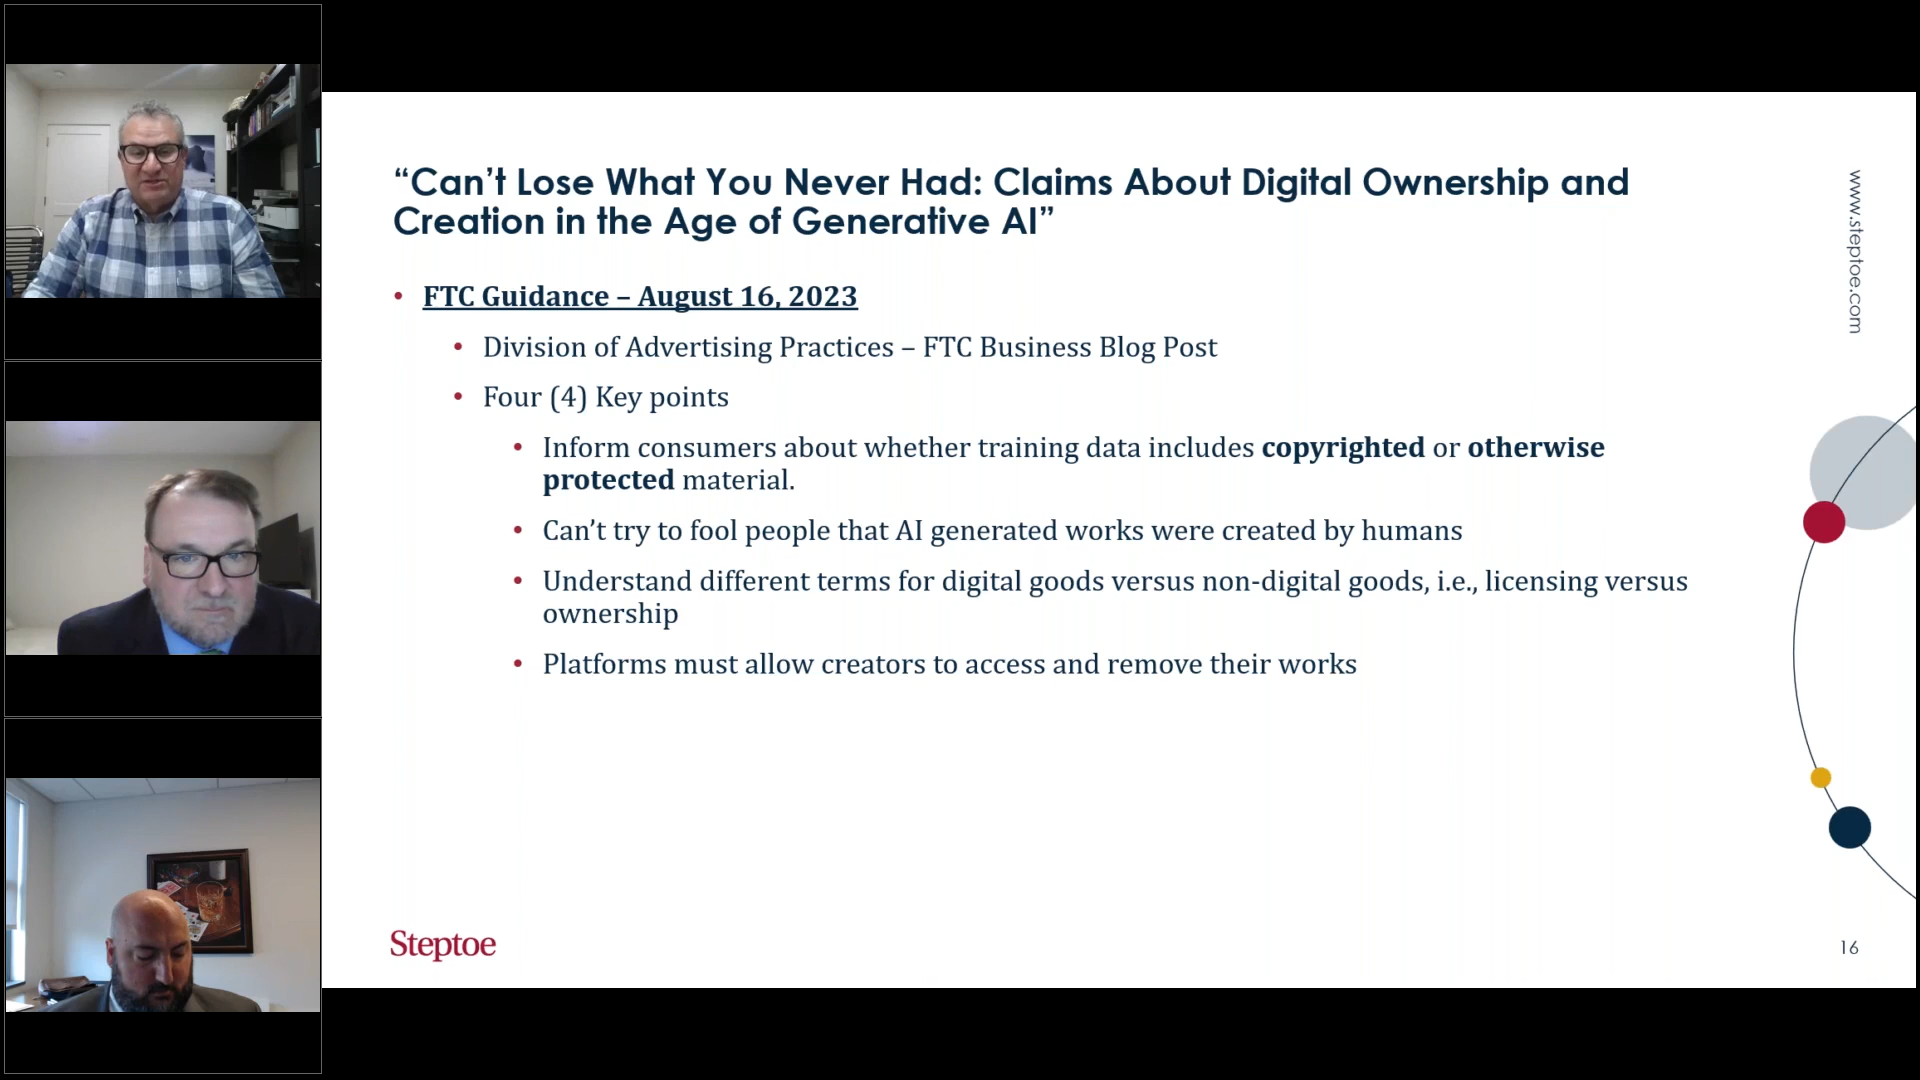 “Can’t Lose What You Never Had: Claims About Digital Ownership and
Creation in the Age of Generative AI”
www.steptoe.com
• FTC Guidance – August 16, 2023
• Division of Advertising Practices – FTC Business Blog Post
• Four (4) Key points
• Inform consumers about whether training data includes copyrighted or otherwise
protected material.
• Can’t try to fool people that AI generated works were created by humans
• Understand different terms for digital goods versus non-digital goods, i.e., licensing versus
ownership
• Platforms must allow creators to access and remove their works
Steptoe
16